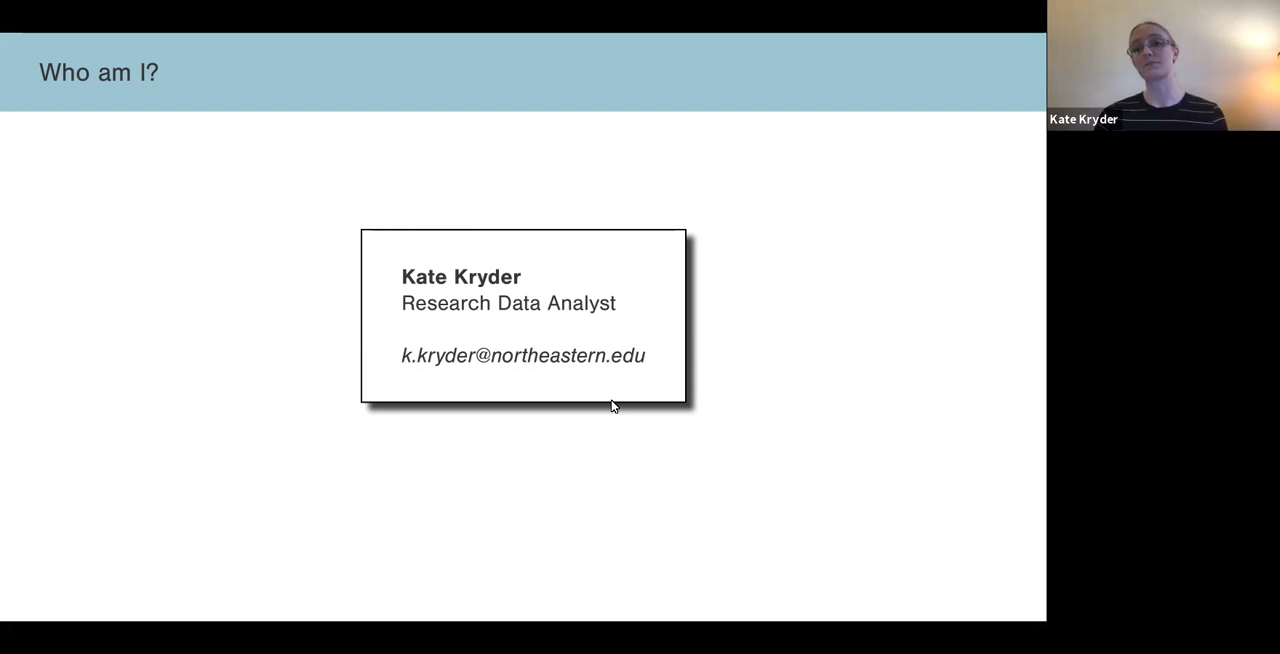 Who am I?
Kate Kryder
Kate Kryder
Research Data Analyst
k.kryder@northeastern.edu